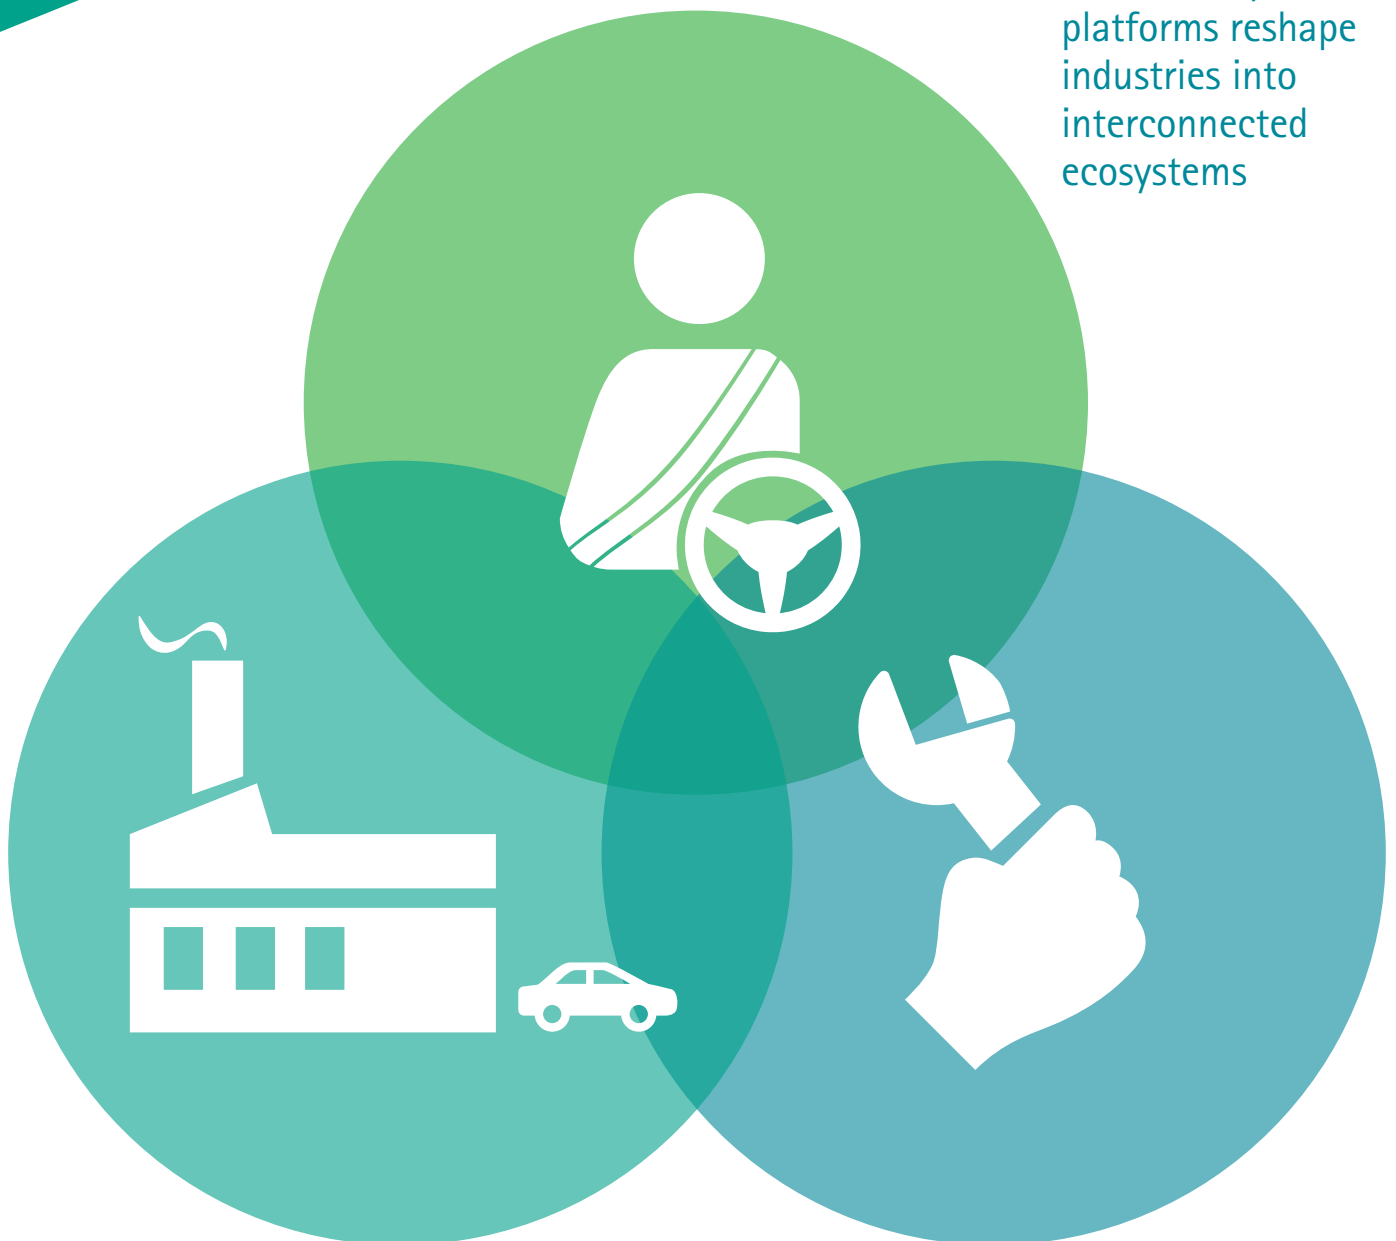 platforms reshape
industries into
interconnected
ecosystems